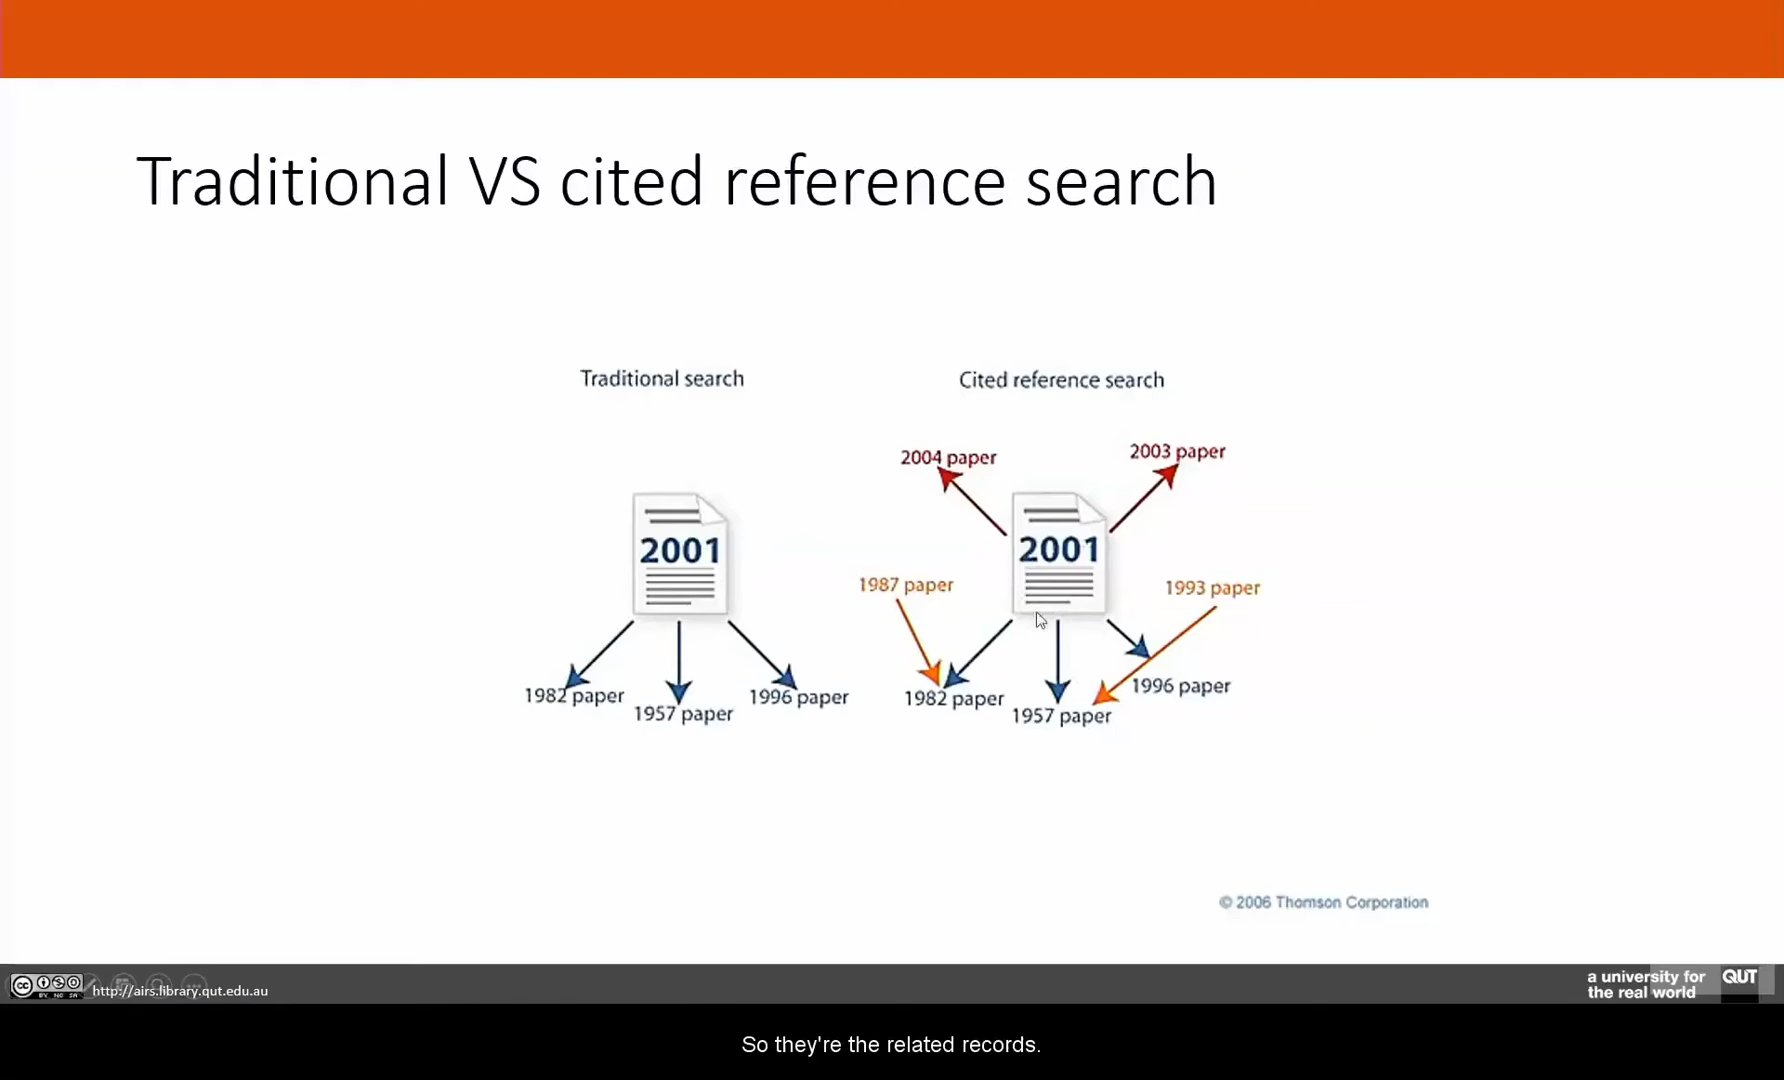 Traditional VS cited reference search
Traditional search
Cited reference search
2004 paper
2003 paper
2001
2001
1987 paper
1993 paper
1982 paper
1957 paper
1996 paper
1982 paper
1957 paper
1996 paper
© 2006 Thomson Corporation
http://airs.library.qut.edu.au
a university for
the real world
QUT
So they're the related records.